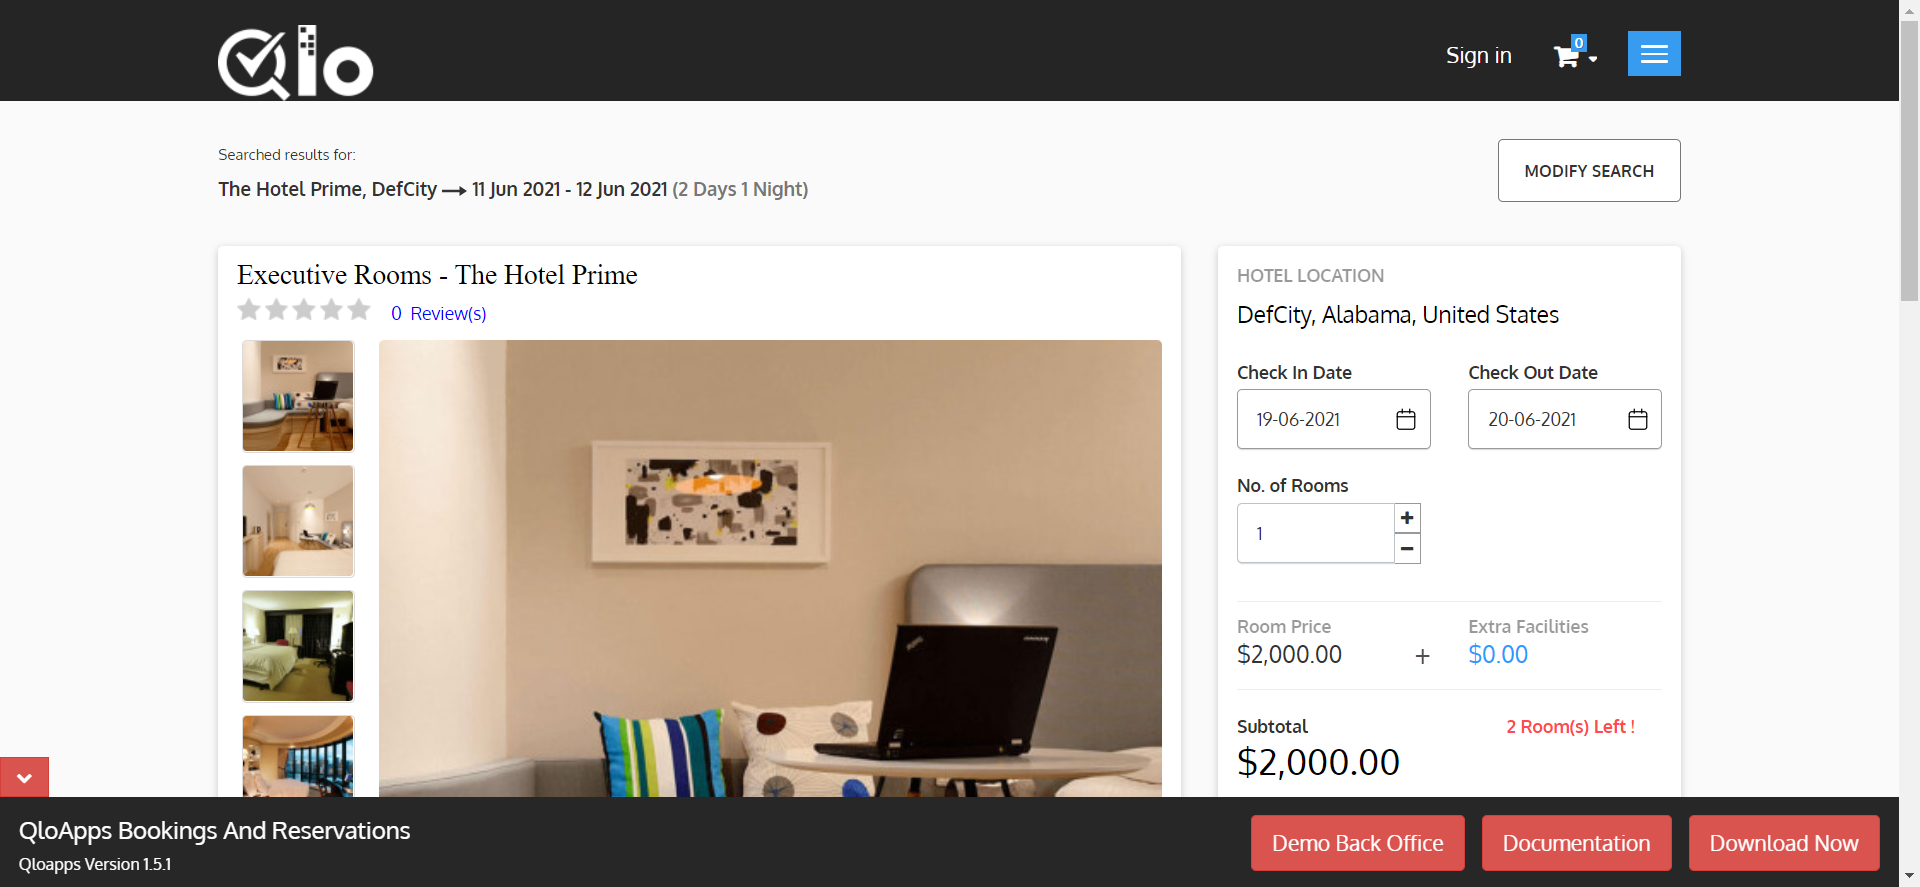 Qlo
Sign in
0
Searched results for:
The Hotel Prime, DefCity → 11 Jun 2021 - 12 Jun 2021 (2 Days 1 Night)
MODIFY SEARCH
Executive Rooms - The Hotel Prime
0 Review(s)
HOTEL LOCATION
DefCity, Alabama, United States
Check In Date
Check Out Date
19-06-2021
20-06-2021
No. of Rooms
1
+
-
Room Price
Extra Facilities
$2,000.00 + $0.00
Subtotal
2 Room(s) Left !
$2,000.00
QloApps Bookings And Reservations
Qloapps Version 1.5.1
Demo Back Office
Documentation
Download Now